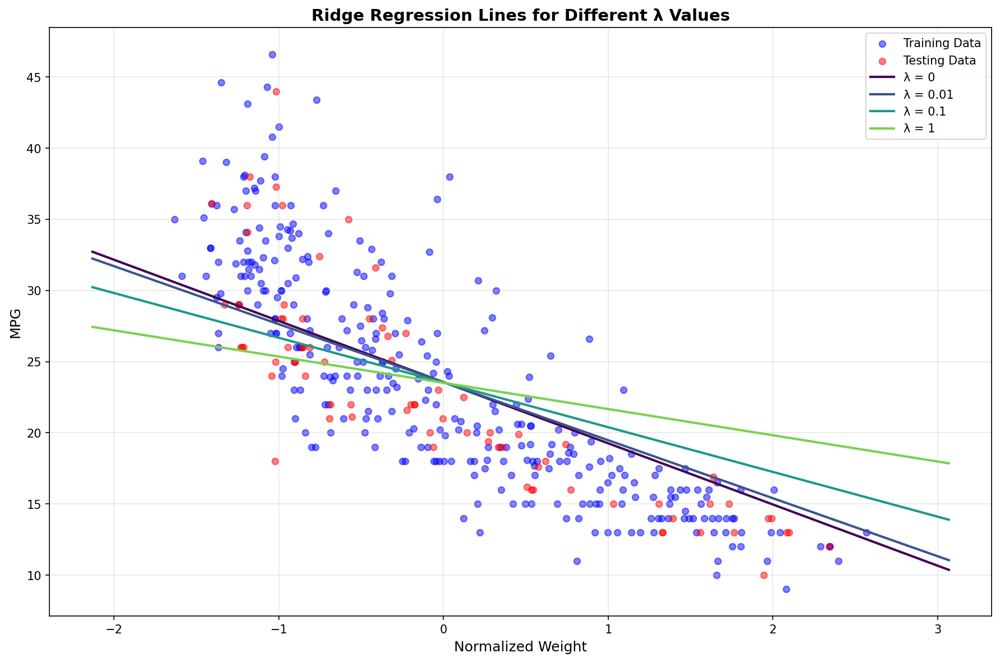 Ridge Regression Lines for Different λ Values
Training Data
Testing Data
λ = 0
λ = 0.01
λ = 0.1
λ = 1
MPG
45
40
35
30
25
20
15
10
−2
−1
0
1
2
3
Normalized Weight